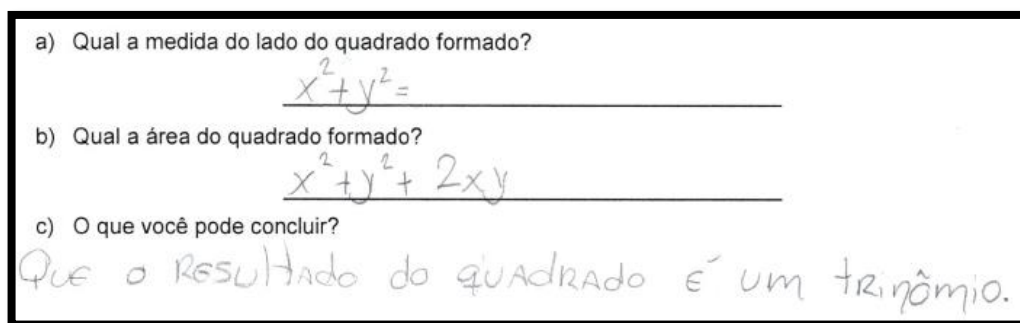 a) Qual a medida do lado do quadrado formado?
x² + y² =
b) Qual a área do quadrado formado?
x² + y² + 2xy
c) O que você pode concluir?
Que o RESUltAdo do quAdRAdo É um tRinômio.